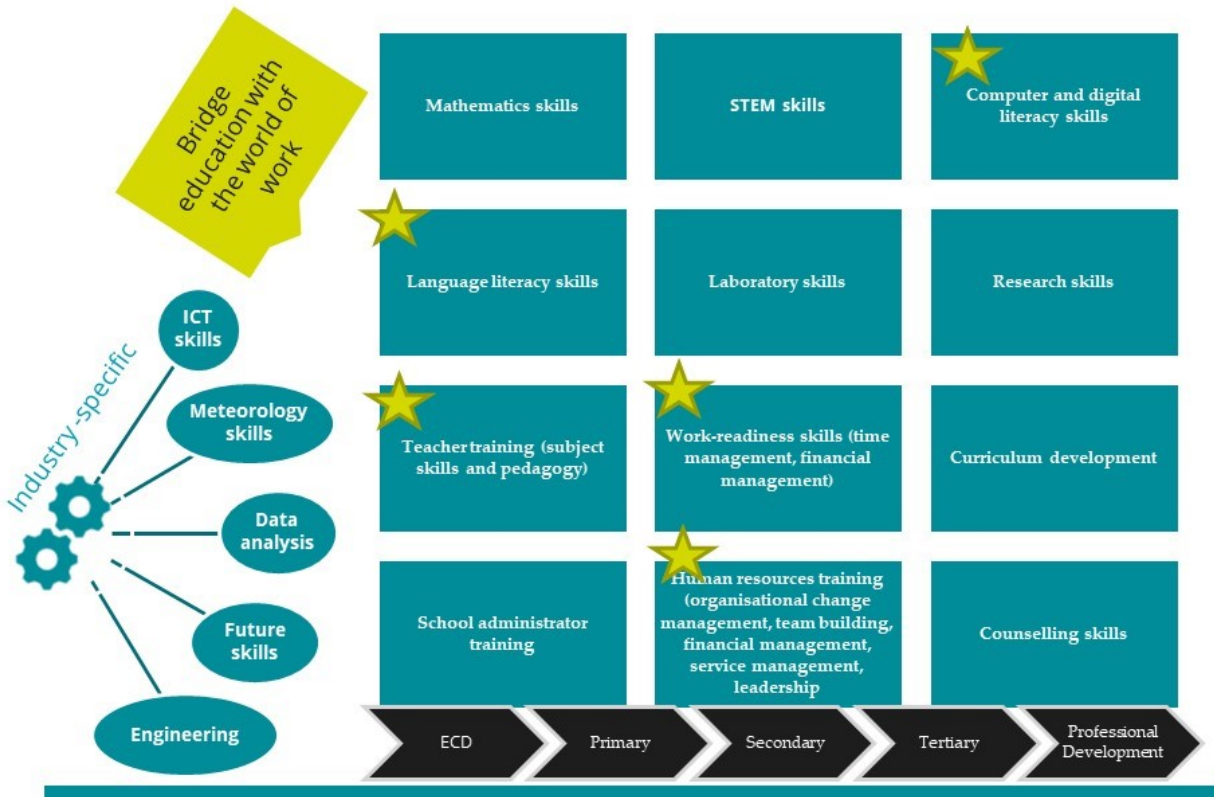 Bridge
education with
the world of
work
Mathematics skills
STEM skills
Computer and digital
literacy skills
Language literacy skills
Laboratory skills
Research skills
Teacher training (subject
skills and pedagogy)
Work-readiness skills (time
management, financial
management)
Curriculum development
School administrator
training
Human resources training
(organisational change
management, team building,
financial management,
service management,
leadership
Counselling skills
Industry -specific
ICT
skills
Meteorology
skills
Data
analysis
Future
skills
Engineering
ECD
Primary
Secondary
Tertiary
Professional
Development